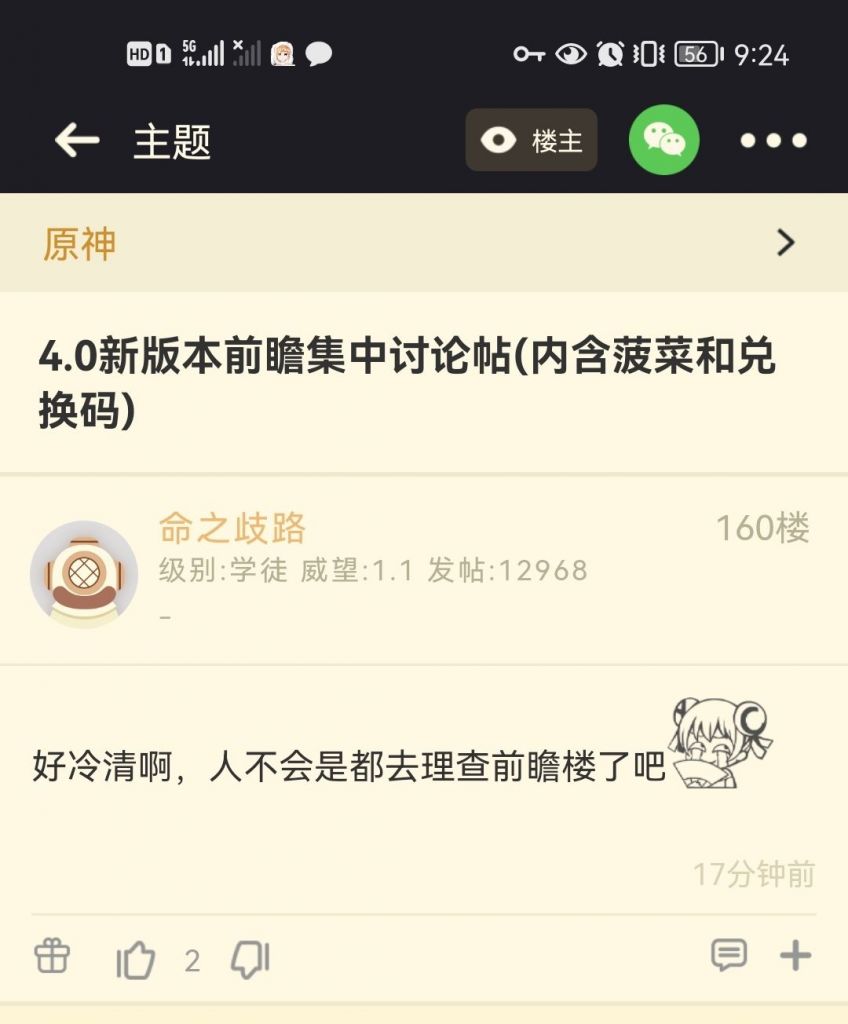 HD 1 5G 56 9:24
主题 楼主
原神
4.0新版本前瞻集中讨论帖(内含菠菜和兑
换码)
命之歧路 160楼
级别:学徒 威望:1.1 发帖:12968
-
好冷清啊，人不会是都去理查前瞻楼了吧
17分钟前
2